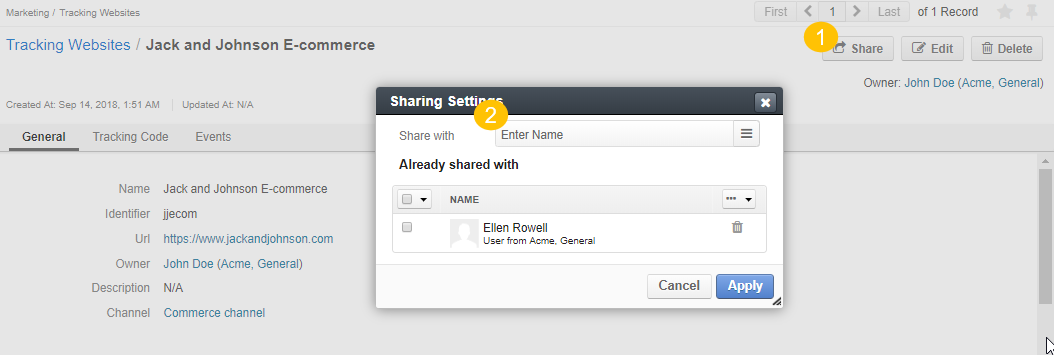 Marketing / Tracking Websites
First 1 Last of 1 Record
Tracking Websites / Jack and Johnson E-commerce
1
Share Edit Delete
Owner: John Doe (Acme, General)
Created At: Sep 14, 2018, 1:51 AM Updated At: N/A
General Tracking Code Events
Name Jack and Johnson E-commerce
Identifier jjecom
Url https://www.jackandjohnson.com
Owner John Doe (Acme, General)
Description N/A
Channel Commerce channel
Sharing Settings
2
Share with Enter Name
Already shared with
NAME
Ellen Rowell
User from Acme, General
Cancel Apply